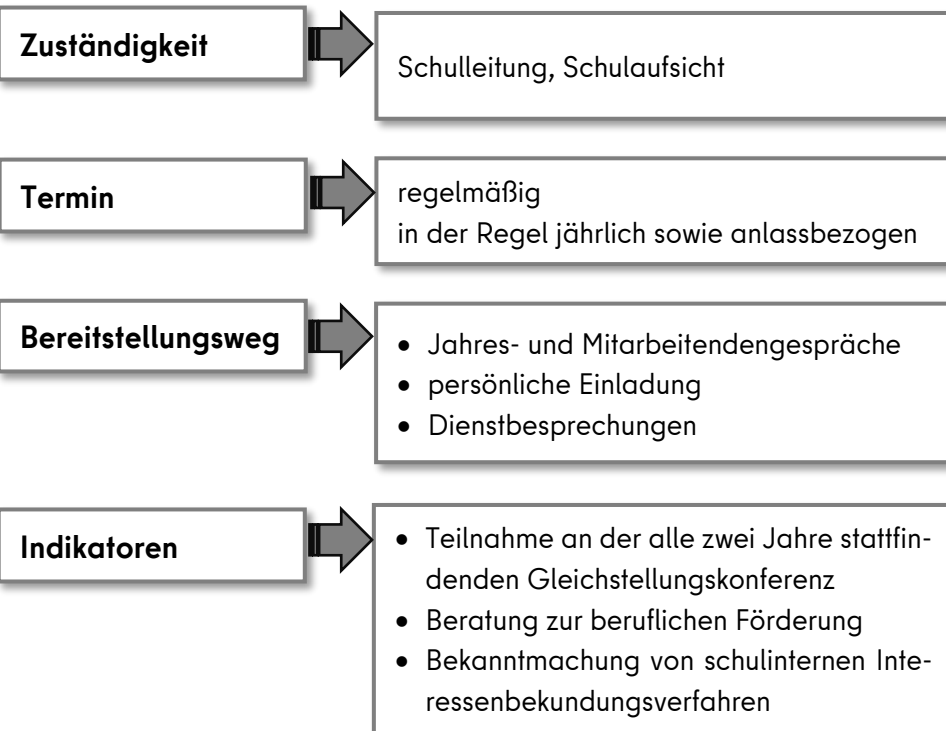 Zuständigkeit
Schulleitung, Schulaufsicht
Termin
regelmäßig
in der Regel jährlich sowie anlassbezogen
Bereitstellungsweg
• Jahres- und Mitarbeitendengespräche
• persönliche Einladung
• Dienstbesprechungen
Indikatoren
• Teilnahme an der alle zwei Jahre stattfin-
denden Gleichstellungskonferenz
• Beratung zur beruflichen Förderung
• Bekanntmachung von schulinternen Inte-
ressenbekundungsverfahren